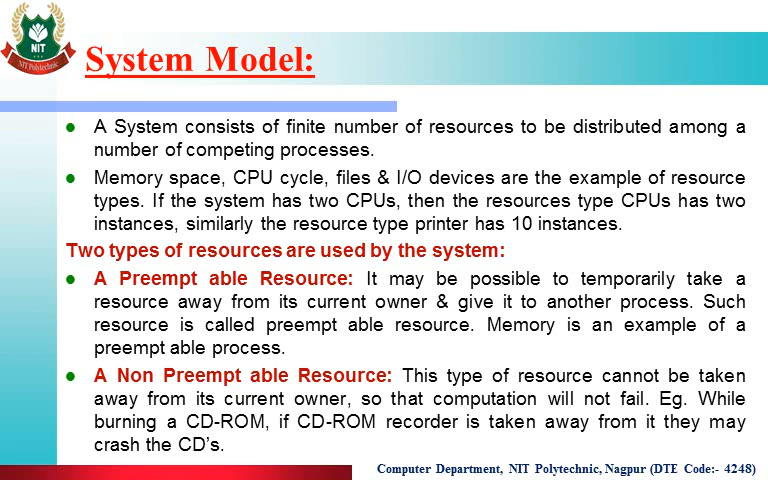 NIT
NIT Polytechnic
System Model:
A System consists of finite number of resources to be distributed among a
number of competing processes.
Memory space, CPU cycle, files & I/O devices are the example of resource
types. If the system has two CPUs, then the resources type CPUs has two
instances, similarly the resource type printer has 10 instances.
Two types of resources are used by the system:
A Preempt able Resource: It may be possible to temporarily take a
resource away from its current owner & give it to another process. Such
resource is called preempt able resource. Memory is an example of a
preempt able process.
A Non Preempt able Resource: This type of resource cannot be taken
away from its current owner, so that computation will not fail. Eg. While
burning a CD-ROM, if CD-ROM recorder is taken away from it they may
crash the CD's.
Computer Department, NIT Polytechnic, Nagpur (DTE Code:- 4248)